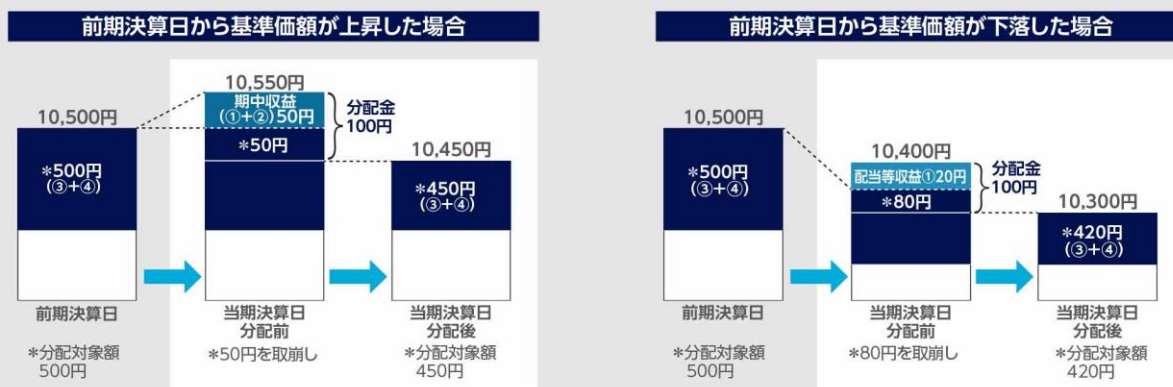 前期決算日から基準価額が上昇した場合
10,500円
*500円
(③+④)
前期決算日
*分配対象額
500円
10,550円
期中収益
(①+②)50円
*50円
分配金
100円
当期決算日
分配前
*50円を取崩し
10,450円
*450円
(③+④)
当期決算日
分配後
*分配対象額
450円
前期決算日から基準価額が下落した場合
10,500円
*500円
(③+④)
前期決算日
*分配対象額
500円
10,400円
配当等収益①20円
*80円
分配金
100円
当期決算日
分配前
*80円を取崩し
10,300円
*420円
(③+④)
当期決算日
分配後
*分配対象額
420円